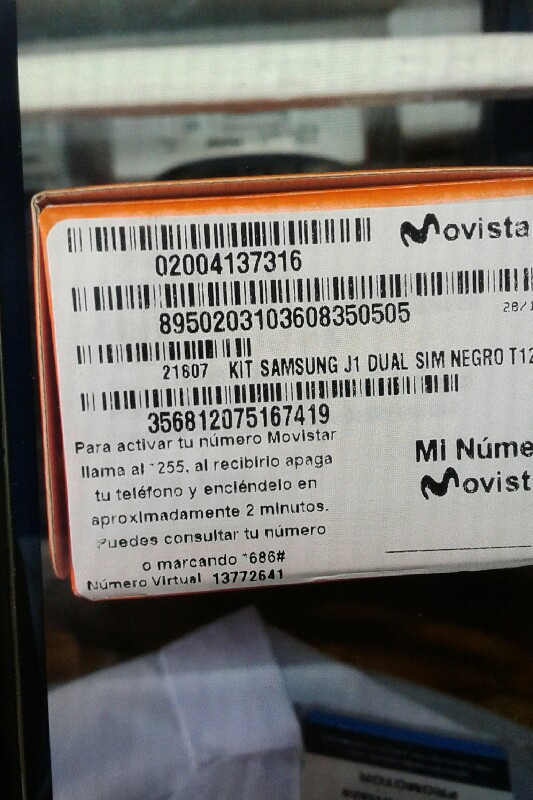 Movista
02004137316
8950203103608350505
28/1
21807 KIT SAMSUNG J1 DUAL SIM NEGRO T12
356812075167419
Para activar tu número Movistar
llama al *255, al recibirlo apaga
tu teléfono y enciéndelo en
aproximadamente 2 minutos.
Puedes consultar tu número
o marcando *686#
Número Virtual 13772641
Mi Núme
Movist
PROMOTOR